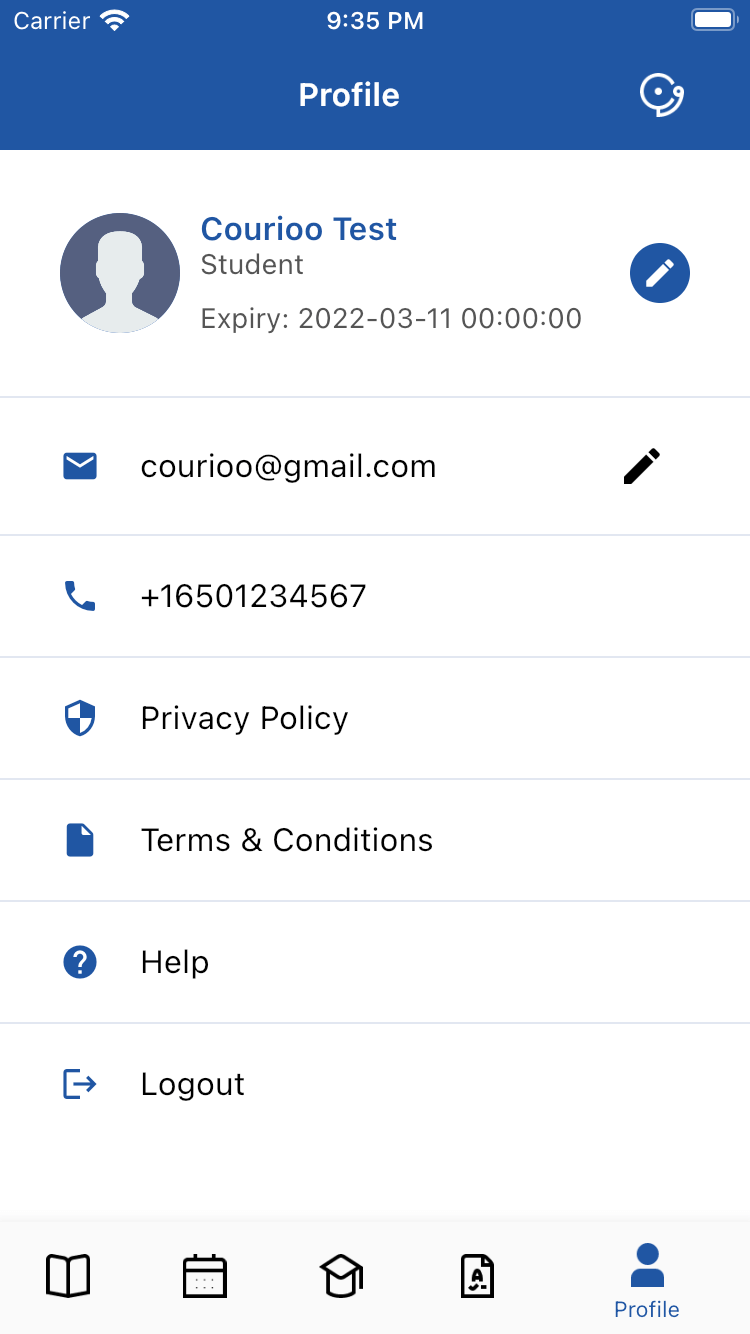 Carrier 9:35 PM
Profile
Courioo Test
Student
Expiry: 2022-03-11 00:00:00
courioo@gmail.com
+16501234567
Privacy Policy
Terms & Conditions
Help
Logout
Profile